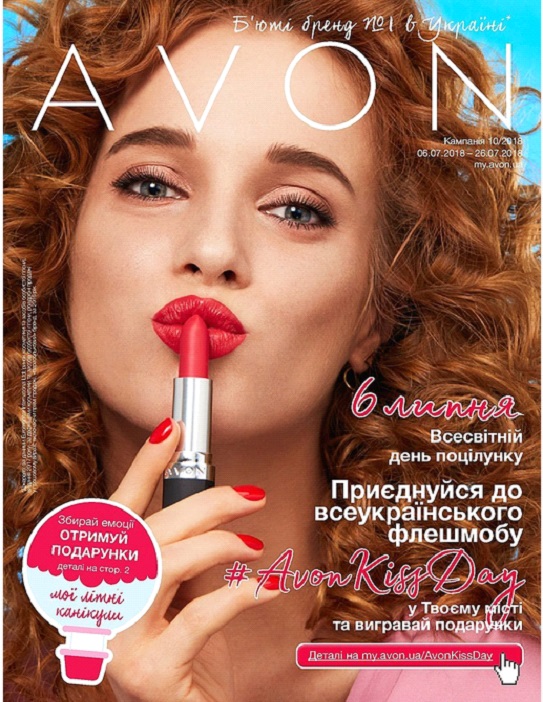 Б'юті бренд №1 в Україні*
AVON
Кампанія 10/2018
06.07.2018 – 26.07.2018
my.avon.ua
6 липня
Всесвітній
день поцілунку
Приєднуйся до
всеукраїнського
флешмобу
#AvonKissDay
у Твоєму місті
та вигравай подарунки
Деталі на my.avon.ua/AvonKissDay
AVON
Збирай емоції
ОТРИМУЙ
ПОДАРУНКИ
деталі на стор. 2
мої літні
канікули